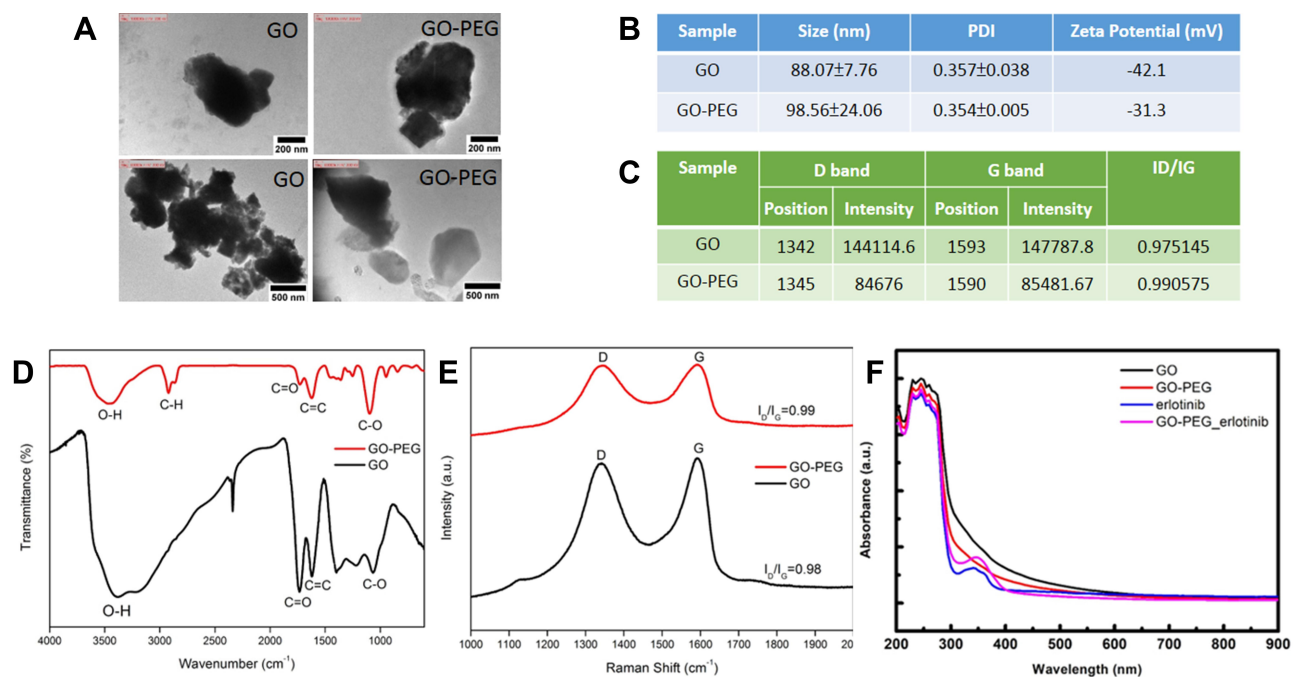 A
GO
200 nm
GO-PEG
200 nm
GO
500 nm
GO-PEG
500 nm
B
Sample Size (nm) PDI Zeta Potential (mV)
GO 88.07±7.76 0.357±0.038 -42.1
GO-PEG 98.56±24.06 0.354±0.005 -31.3
C
Sample D band G band ID/IG
Position Intensity Position Intensity
GO 1342 144114.6 1593 147787.8 0.975145
GO-PEG 1345 84676 1590 85481.67 0.990575
D
Transmittance (%)
O-H
C-H
C=O
C=C
C-O
GO-PEG
GO
O-H
C=O
C=C
C-O
4000 3500 3000 2500 2000 1500 1000
Wavenumber (cm-1)
E
Intensity (a.u.)
D G
ID/IG=0.99
GO-PEG
GO
D G
ID/IG=0.98
1000 1100 1200 1300 1400 1500 1600 1700 1800 1900 20
Raman Shift (cm-1)
F
Absorbance (a.u.)
GO
GO-PEG
erlotinib
GO-PEG_erlotinib
200 300 400 500 600 700 800 900
Wavelength (nm)